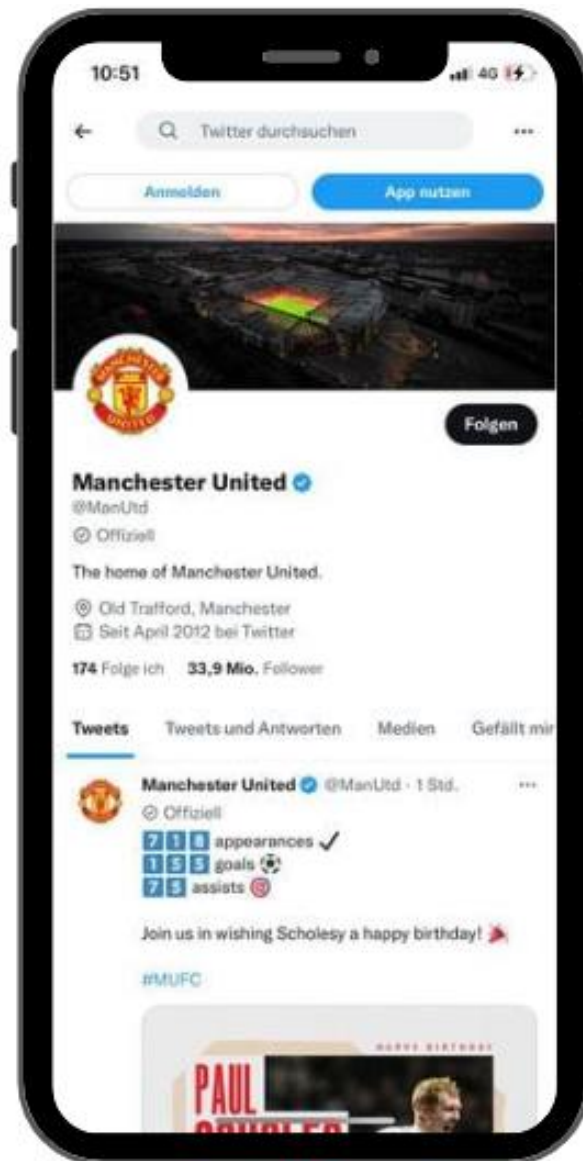 10:51
4G
Twitter durchsuchen
Anmelden
App nutzen
MANCHESTER
UNITED
Folgen
Manchester United
@ManUtd
Offiziell
The home of Manchester United.
Old Trafford, Manchester
Seit April 2012 bei Twitter
174 Folge ich 33,9 Mio. Follower
Tweets Tweets und Antworten Medien Gefällt mir
Manchester United @ManUtd · 1 Std.
Offiziell
718 appearances
155 goals
75 assists
Join us in wishing Scholesy a happy birthday!
#MUFC
HAPPY BIRTHDAY
PAUL
SCHOLES